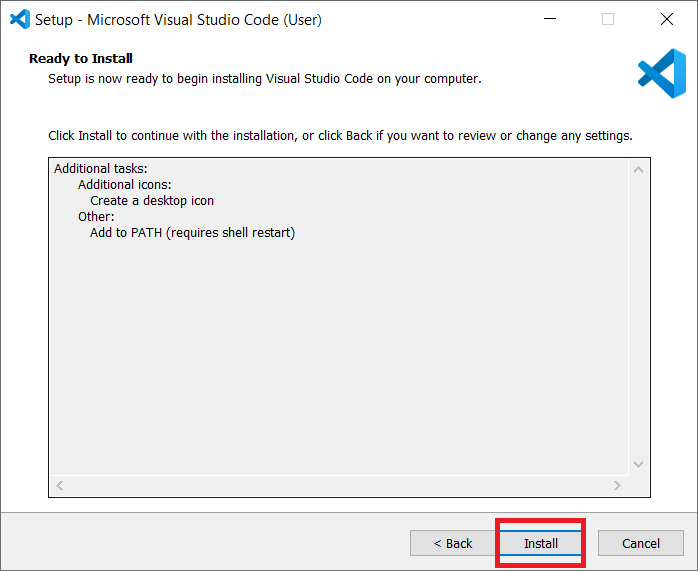 Setup - Microsoft Visual Studio Code (User)
Ready to Install
Setup is now ready to begin installing Visual Studio Code on your computer.
Click Install to continue with the installation, or click Back if you want to review or change any settings.
Additional tasks:
Additional icons:
Create a desktop icon
Other:
Add to PATH (requires shell restart)
< Back
Install
Cancel